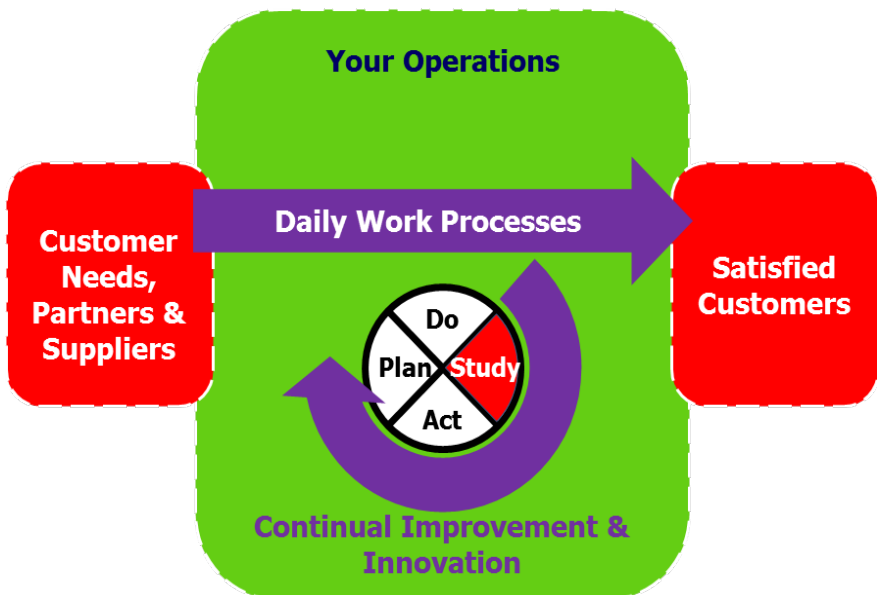 Your Operations
Daily Work Processes
Customer
Needs,
Partners &
Suppliers
Satisfied
Customers
Do
Plan
Study
Act
Continual Improvement &
Innovation